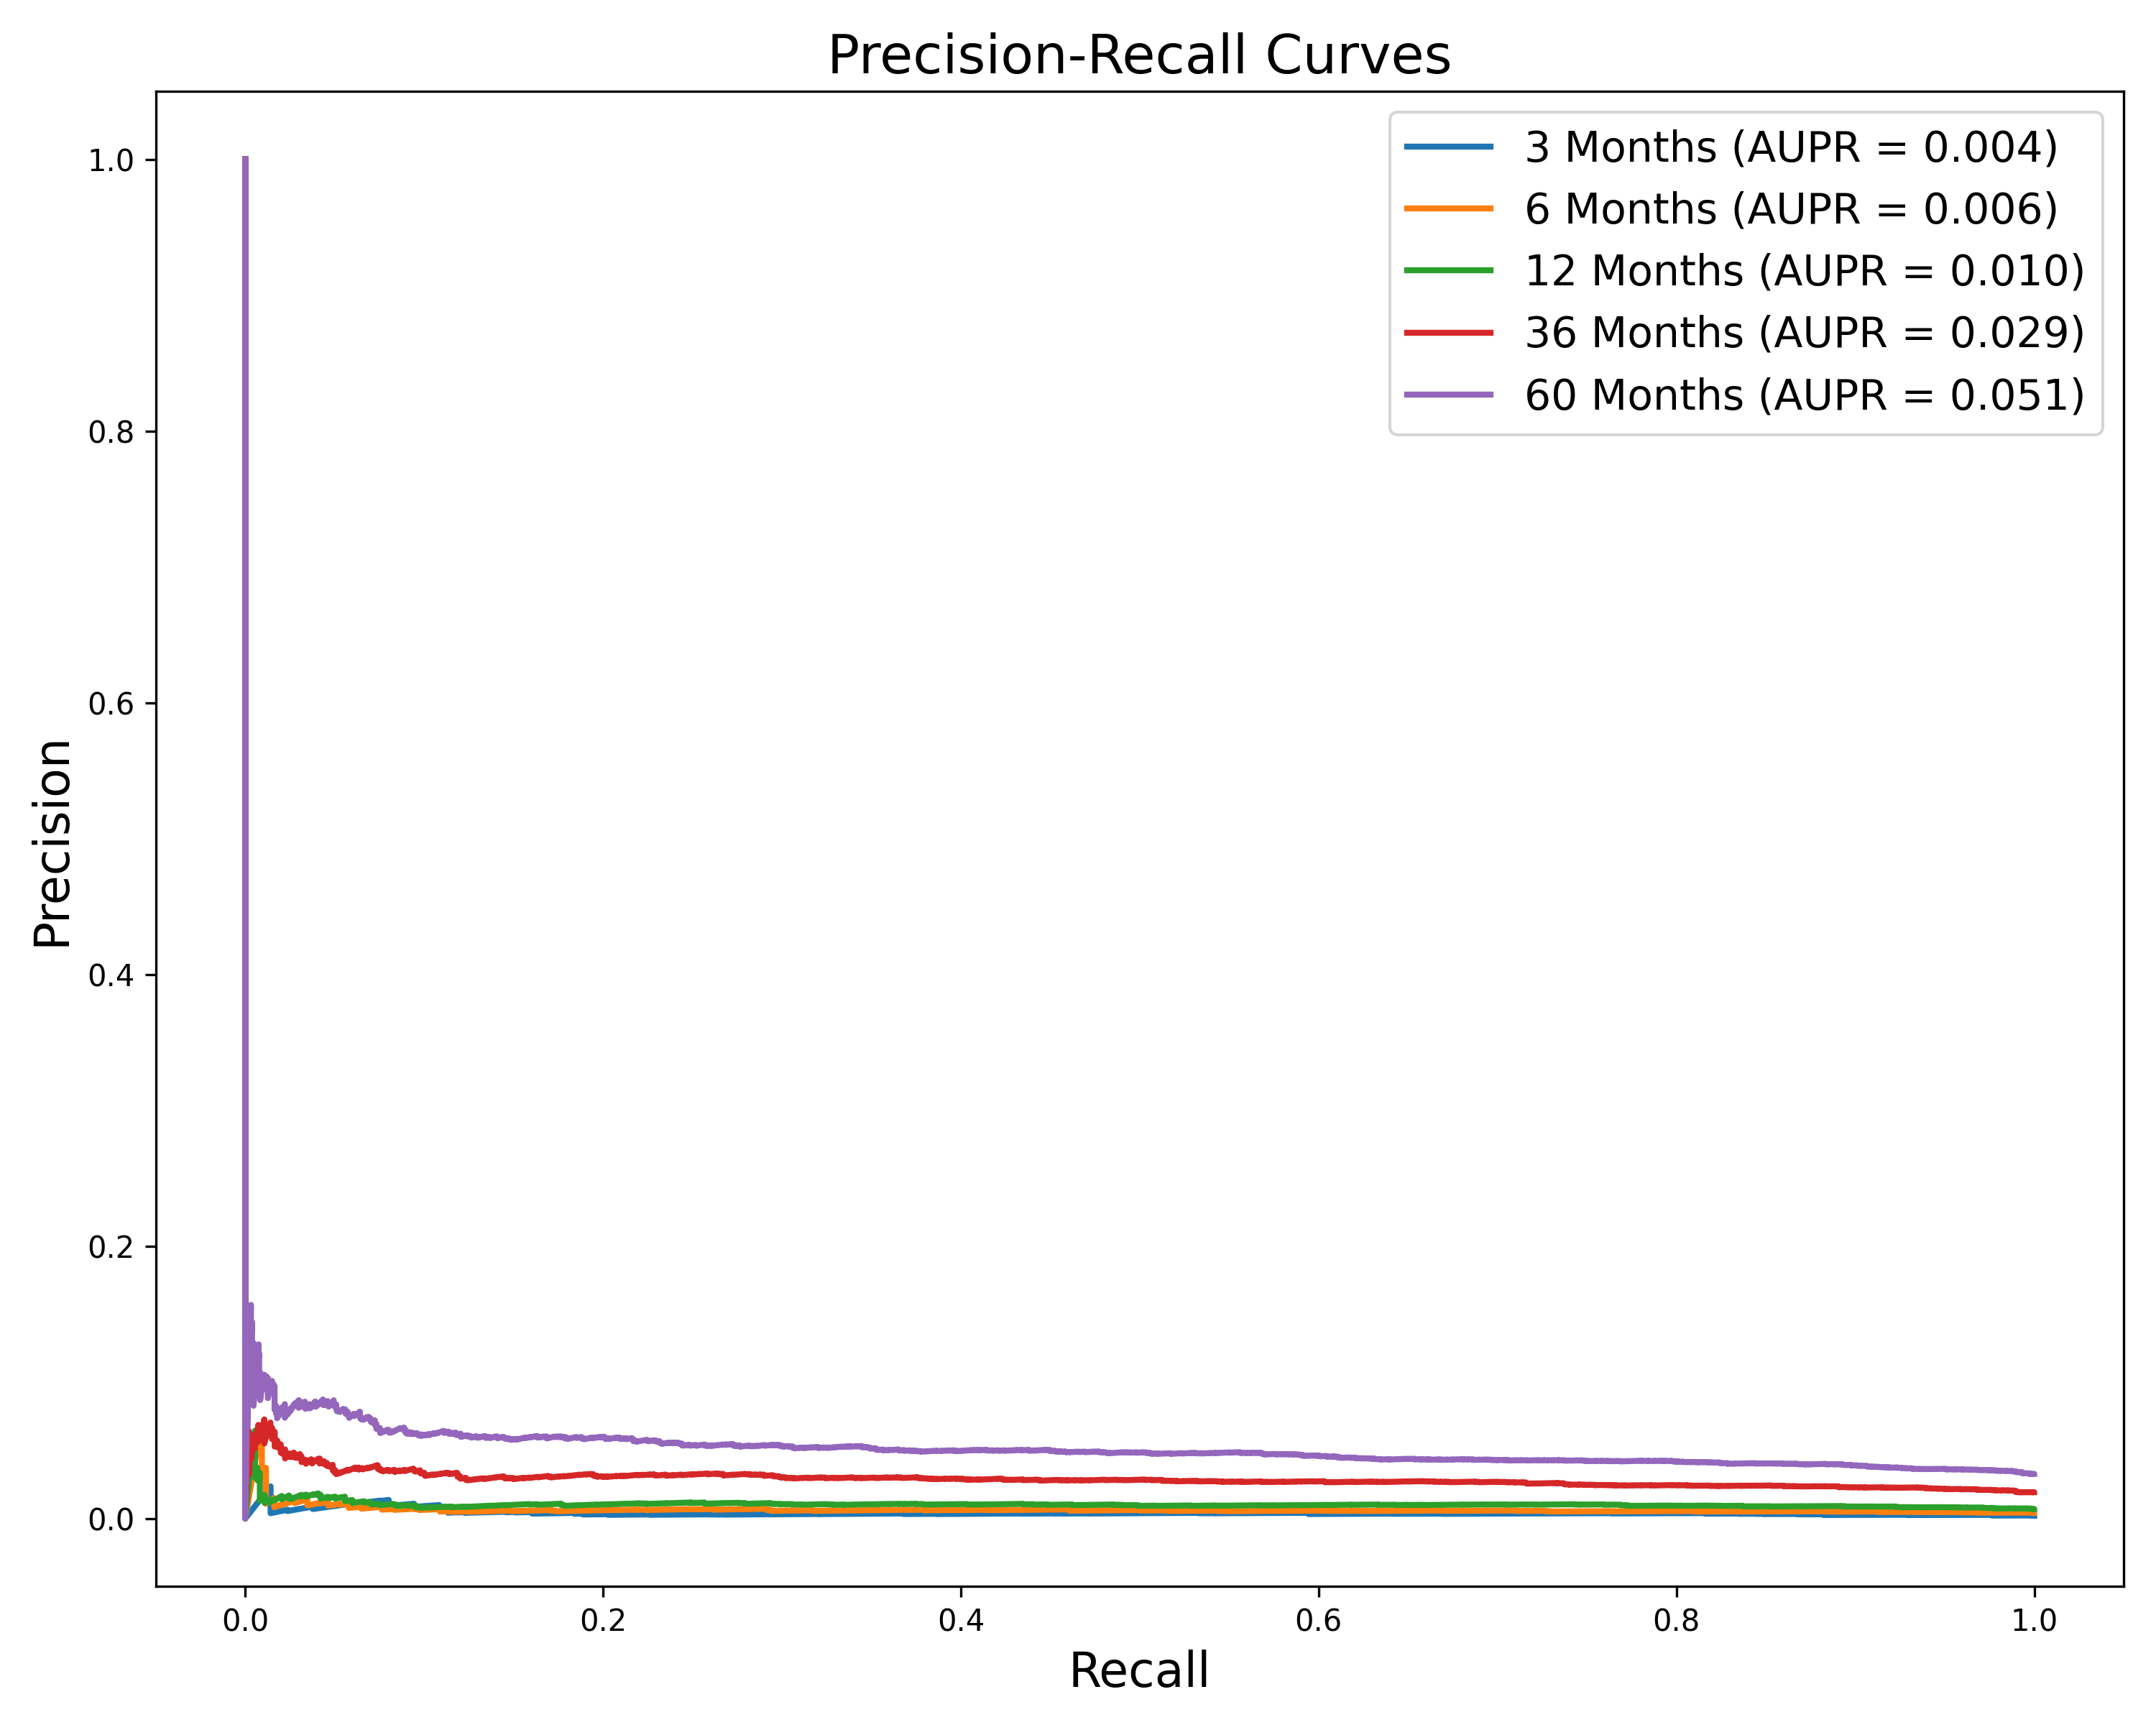 Precision-Recall Curves
3 Months (AUPR = 0.004)
6 Months (AUPR = 0.006)
12 Months (AUPR = 0.010)
36 Months (AUPR = 0.029)
60 Months (AUPR = 0.051)
Precision
1.0
0.8
0.6
0.4
0.2
0.0
0.0 0.2 0.4 0.6 0.8 1.0
Recall